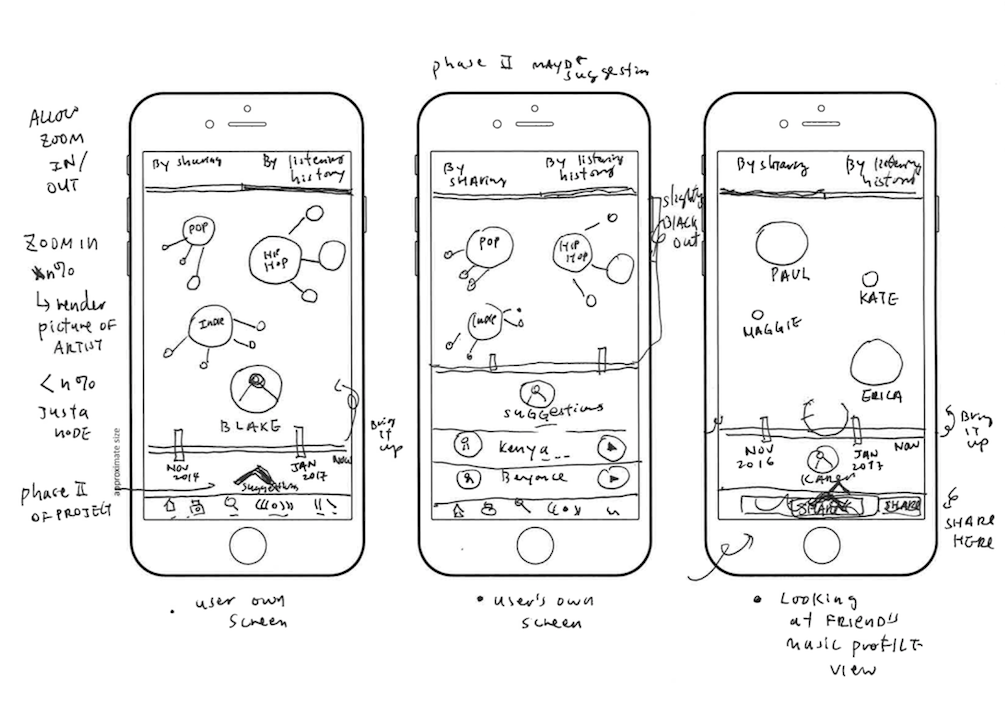 phase II MAYBE
suggestion
ALLOW
ZOOM
IN/
OUT
ZOOM IN
n%
↳ render
picture OF
ARTIST
< n%
Just a
NODE
approximate size
phase II
OF PROJECT
By sharing
By listening
history
POP
HIP
HOP
INDIE
BLAKE
NOV
2014
JAN
2017
NOW
suggestions
Bring
it
up
• user own
screen
By
SHARING
By listening
history
slightly
BLACK
out
POP
HIP
HOP
INDIE
SUGGESTIONS
Kenya _ _
Beyonce
• user's own
screen
By sharing
By listening
history
PAUL
KATE
MAGGIE
ERICA
NOV
2016
JAN
2017
NOW
KAREN
SHARE
SHARE
Bring
it up
SHARE
HERE
• LOOKING
at FRIEND'S
music PROFILE
VIEW